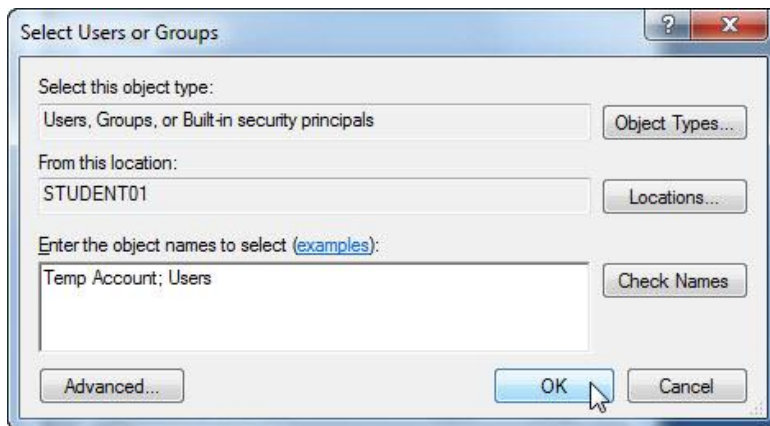 Select Users or Groups
Select this object type:
Users, Groups, or Built-in security principals
Object Types...
From this location:
STUDENT01
Locations...
Enter the object names to select (examples):
Temp Account; Users
Check Names
Advanced...
OK
Cancel